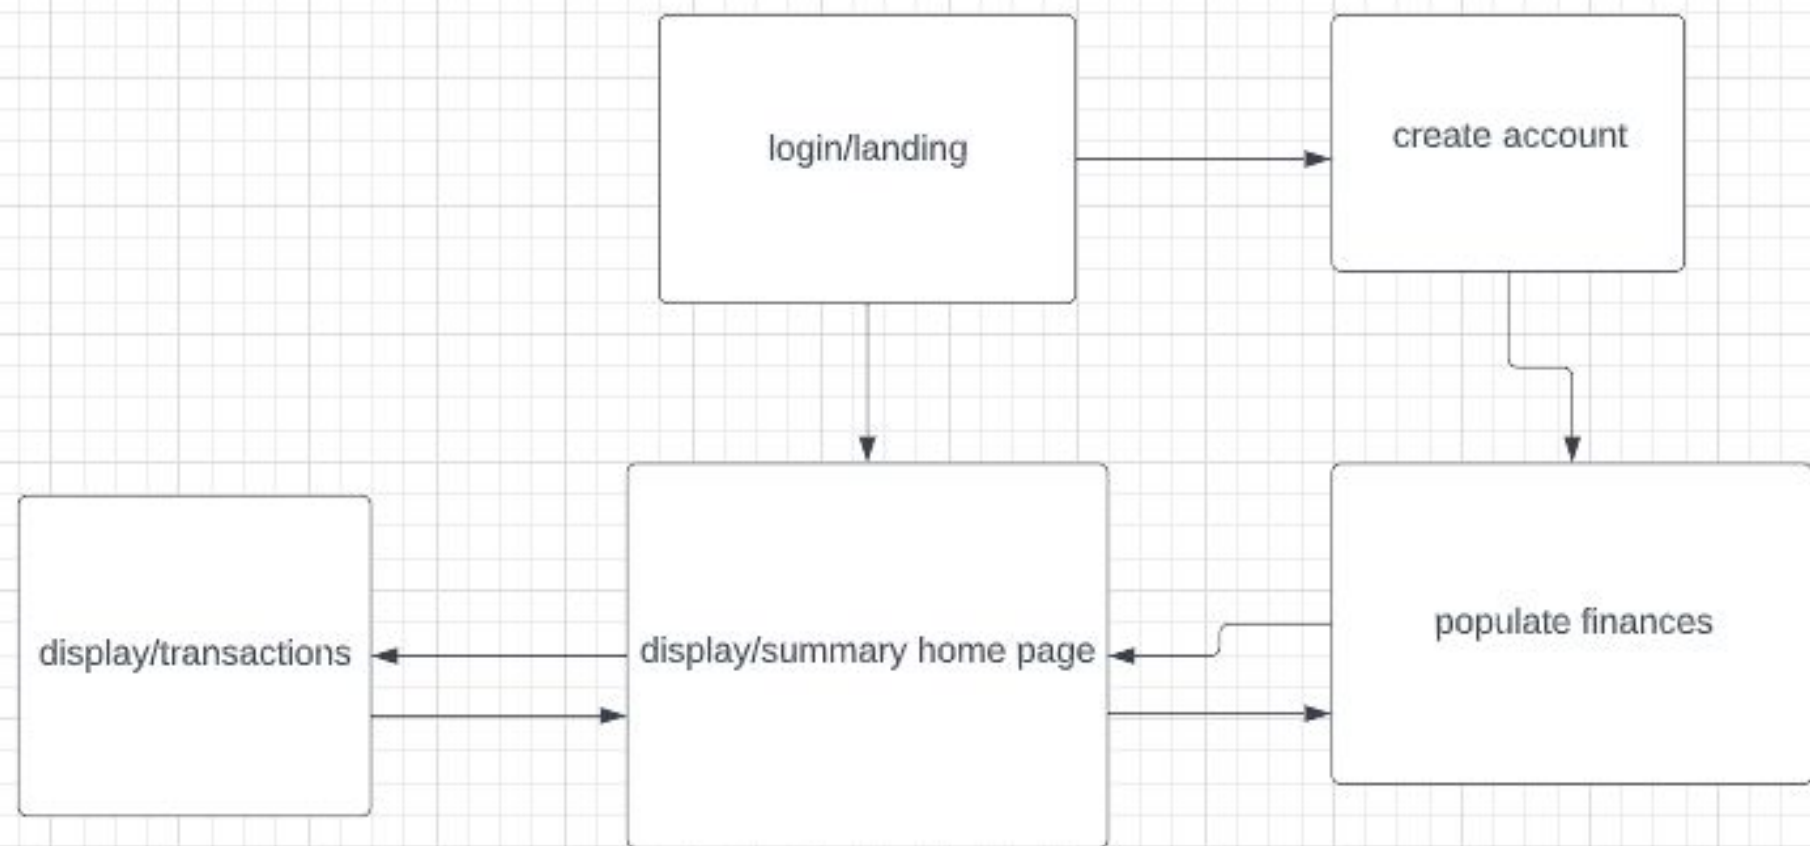 login/landing
create account
display/transactions
display/summary home page
populate finances